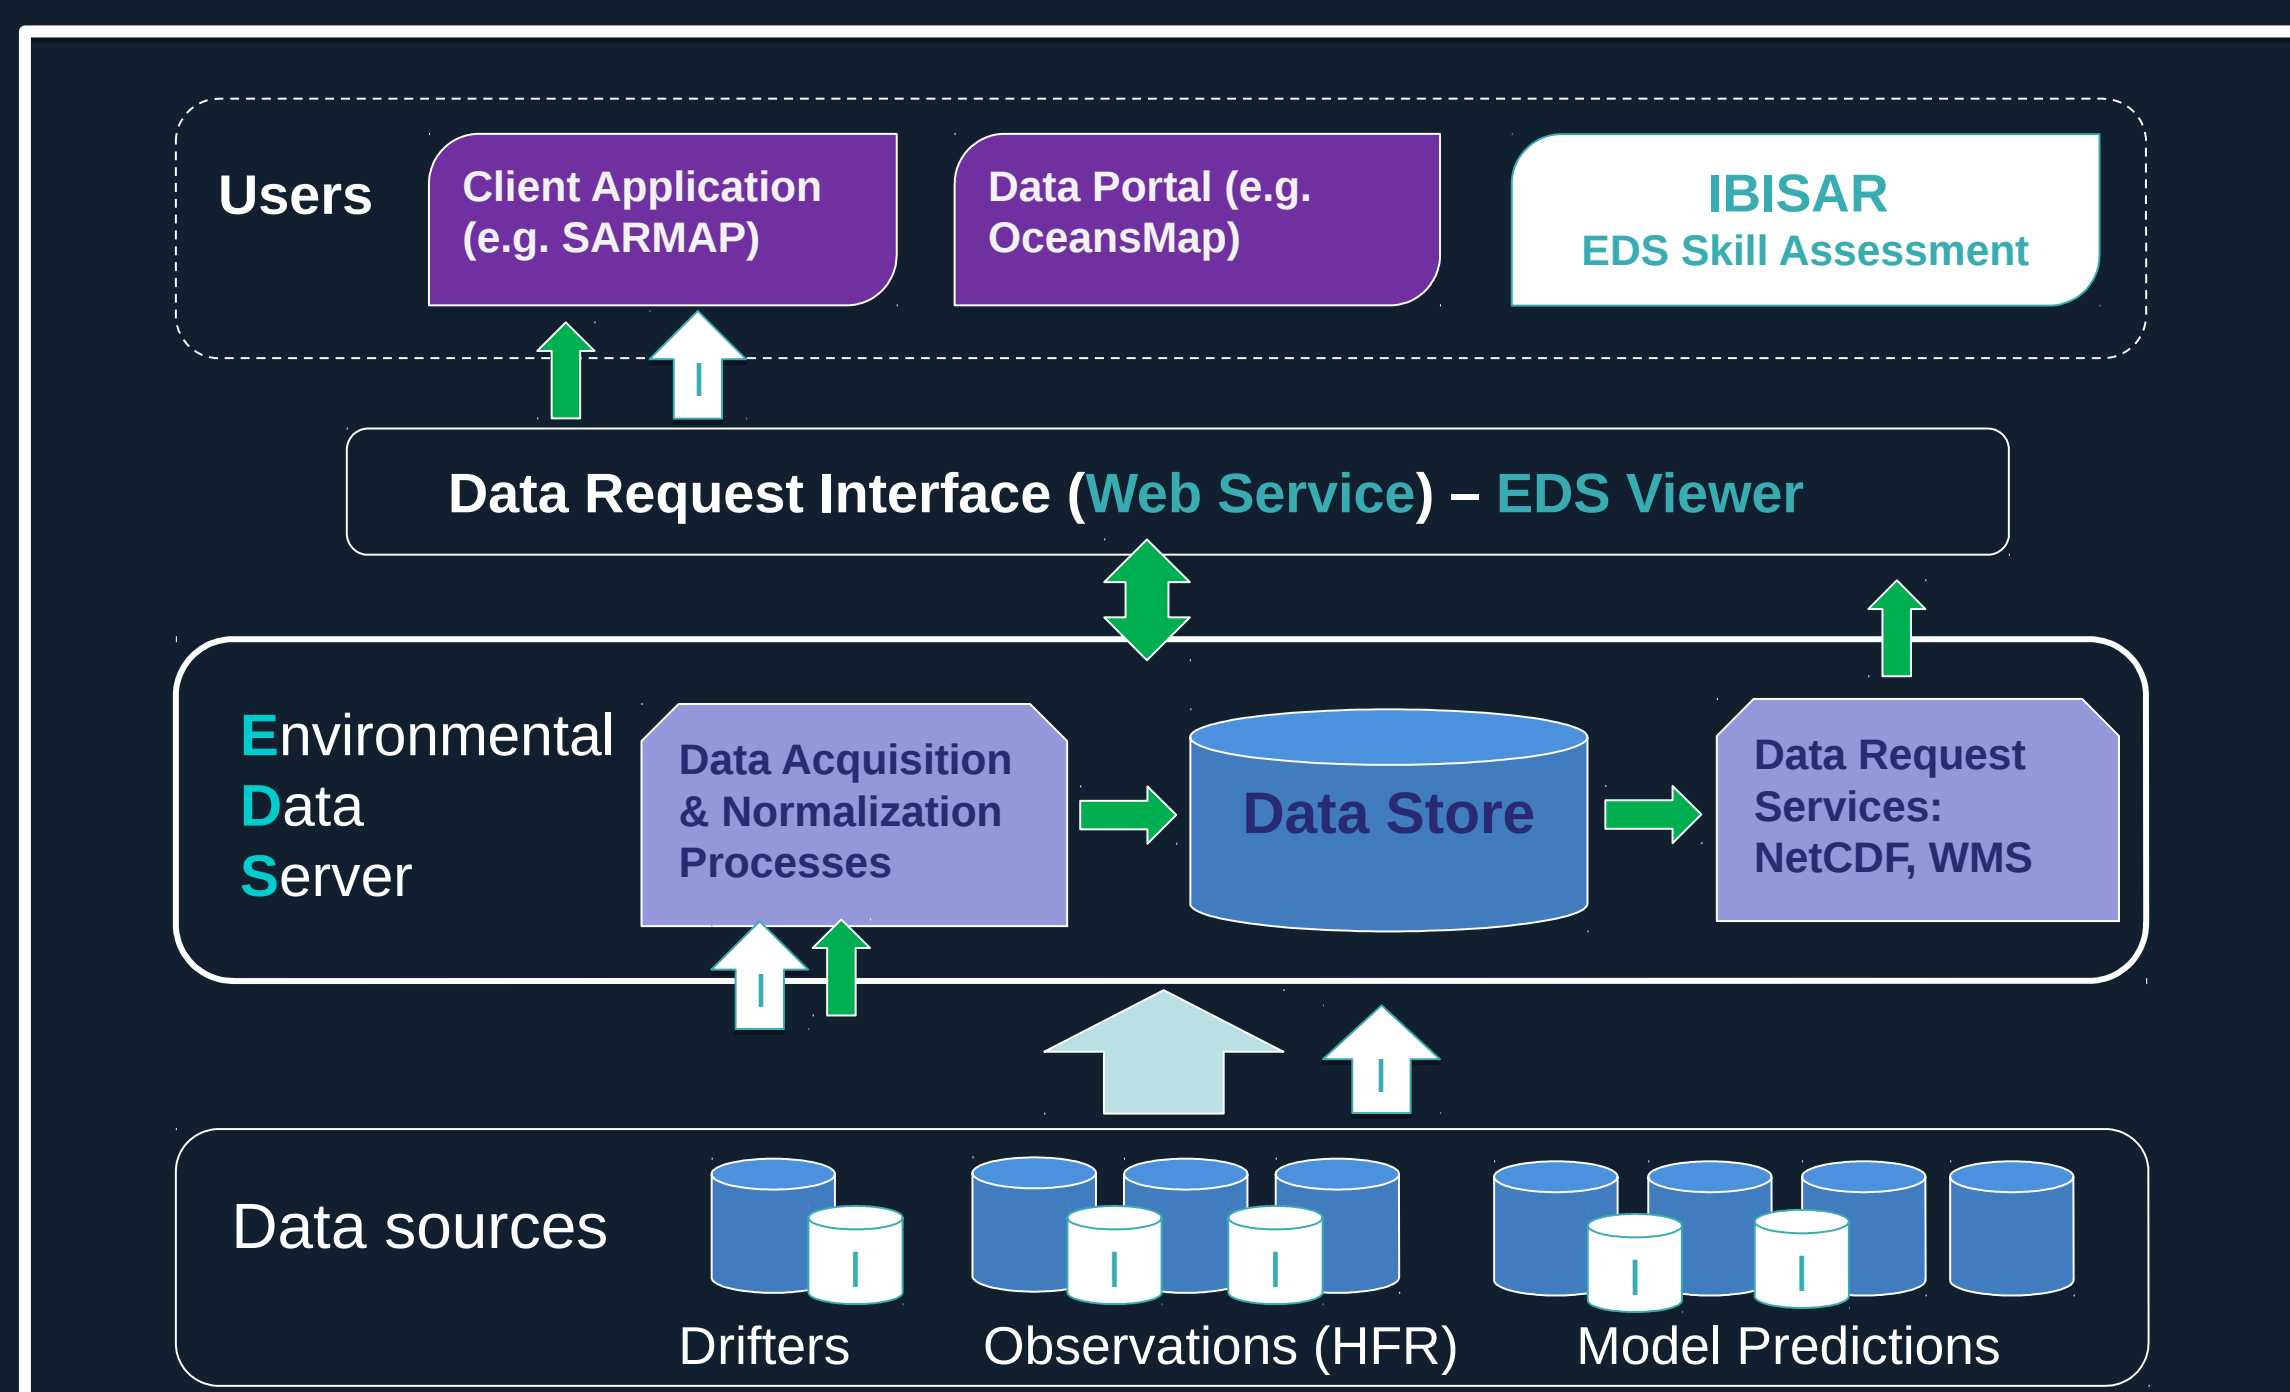 Users
Client Application
(e.g. SARMAP)
Data Portal (e.g.
OceansMap)
IBISAR
EDS Skill Assessment
I
Data Request Interface (Web Service) – EDS Viewer
Environmental
Data
Server
Data Acquisition
& Normalization
Processes
Data Store
Data Request
Services:
NetCDF, WMS
I
I
Data sources
I
I
I
I
I
Drifters
Observations (HFR)
Model Predictions